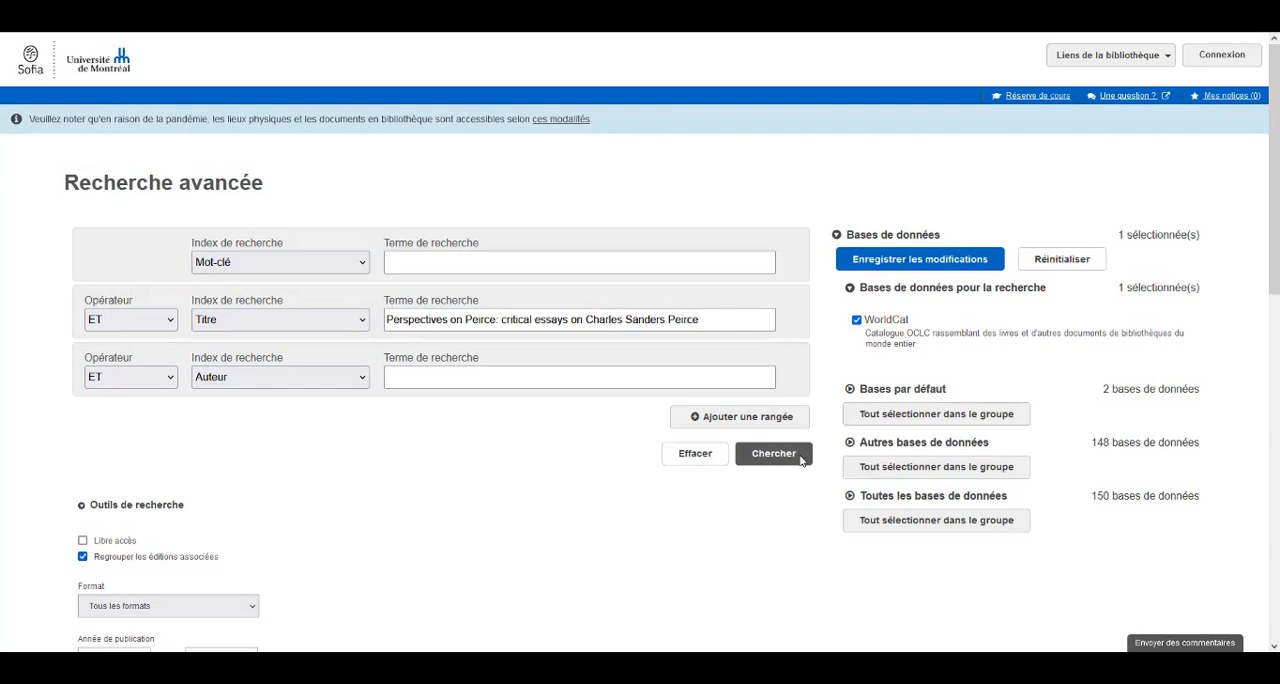 Sofia
Université
de Montréal
Liens de la bibliothèque
Connexion
Réserve de cours
Une question ?
Mes notices (0)
Veuillez noter qu'en raison de la pandémie, les lieux physiques et les documents en bibliothèque sont accessibles selon ces modalités.
Recherche avancée
Index de recherche
Terme de recherche
Mot-clé
Opérateur
Index de recherche
Terme de recherche
ET
Titre
Perspectives on Peirce: critical essays on Charles Sanders Peirce
Opérateur
Index de recherche
Terme de recherche
ET
Auteur
Ajouter une rangée
Effacer
Chercher
Outils de recherche
Libre accès
Regrouper les éditions associées
Format
Tous les formats
Année de publication
Bases de données
1 sélectionnée(s)
Enregistrer les modifications
Réinitialiser
Bases de données pour la recherche
1 sélectionnée(s)
WorldCat
Catalogue OCLC rassemblant des livres et d'autres documents de bibliothèques du
monde entier
Bases par défaut
2 bases de données
Tout sélectionner dans le groupe
Autres bases de données
148 bases de données
Tout sélectionner dans le groupe
Toutes les bases de données
150 bases de données
Tout sélectionner dans le groupe
Envoyer des commentaires